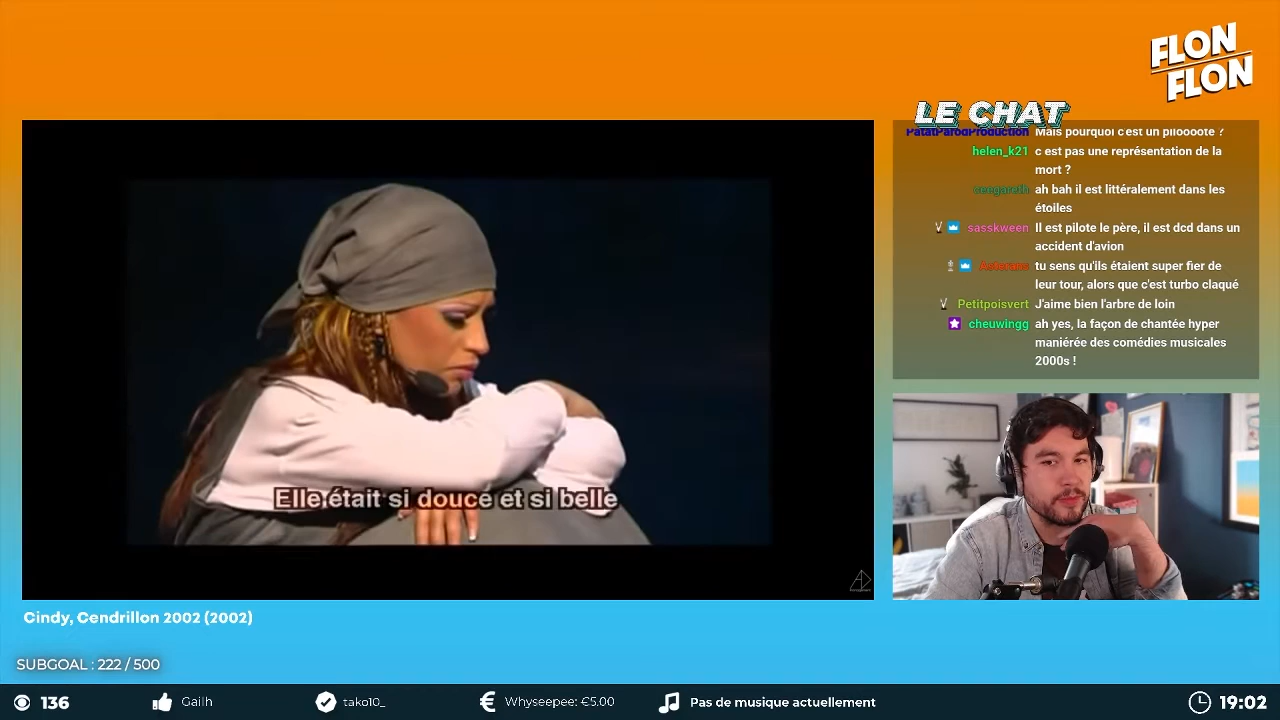 FLON
FLON
LE CHAT
PatatParodProduction Mais pourquoi c'est un piloooote ?
helen_k21 c est pas une représentation de la
mort ?
neegareth ah bah il est littéralement dans les
étoiles
sasskween Il est pilote le père, il est dcd dans un
accident d'avion
Asterans tu sens qu'ils étaient super fier de
leur tour, alors que c'est turbo claqué
Petitpoisvert J'aime bien l'arbre de loin
cheuwingg ah yes, la façon de chantée hyper
maniérée des comédies musicales
2000s !
Elle était si douce et si belle
Cindy, Cendrillon 2002 (2002)
SUBGOAL : 222 / 500
136 Gailh tako10_ € Whyseepee: €5.00 Pas de musique actuellement 19:02